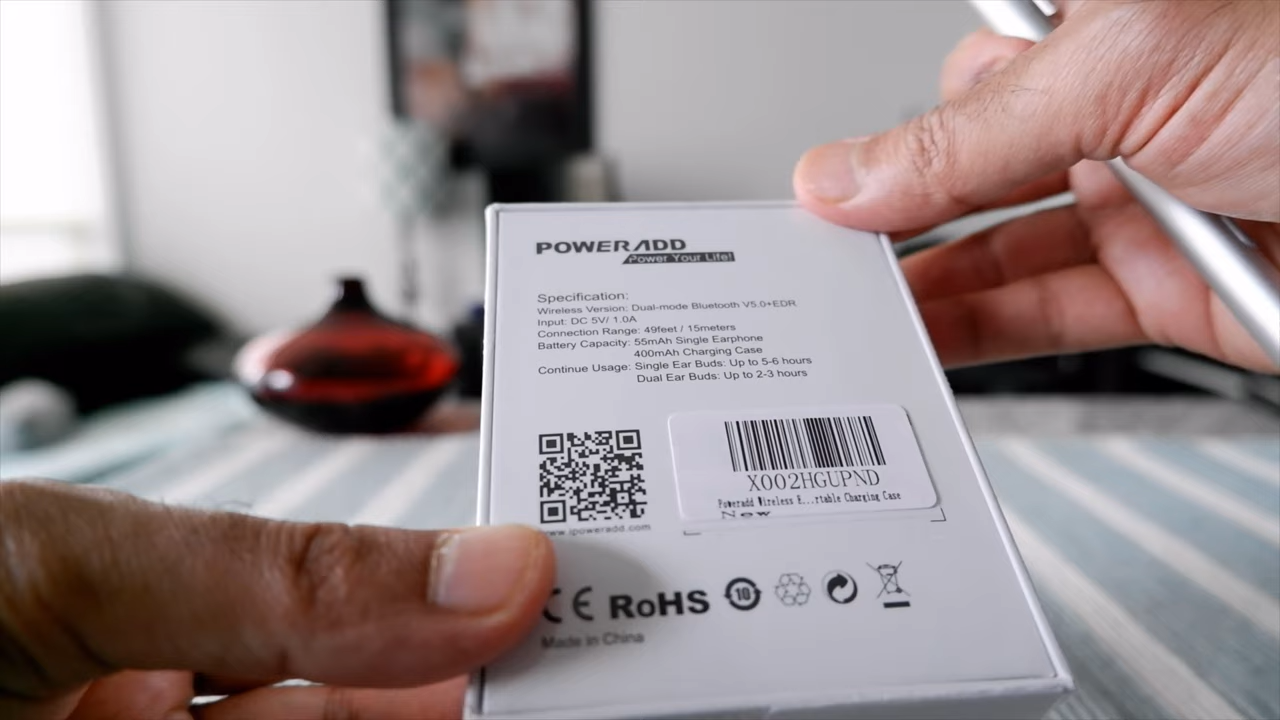 POWERADD
Power Your Life!
Specification:
Wireless Version: Dual-mode Bluetooth V5.0+EDR
Input: DC 5V/ 1.0A
Connection Range: 49feet / 15meters
Battery Capacity: 55mAh Single Earphone
400mAh Charging Case
Continue Usage: Single Ear Buds: Up to 5-6 hours
Dual Ear Buds: Up to 2-3 hours
X002HGUPND
Poweradd Wireless E...rtable Charging Case
New
www.ipoweradd.com
CE RoHS 10
Made in China